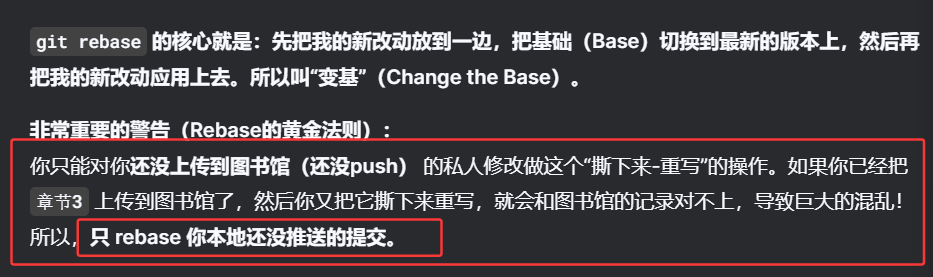 git rebase 的核心就是：先把我的新改动放到一边，把基础（Base）切换到最新的版本上，然后再
把我的新改动应用上去。所以叫“变基”（Change the Base）。
非常重要的警告（Rebase的黄金法则）：
你只能对你还没上传到图书馆（还没push） 的私人修改做这个“撕下来-重写”的操作。如果你已经把
章节3 上传到图书馆了，然后你又把它撕下来重写，就会和图书馆的记录对不上，导致巨大的混乱！
所以，只 rebase 你本地还没推送的提交。